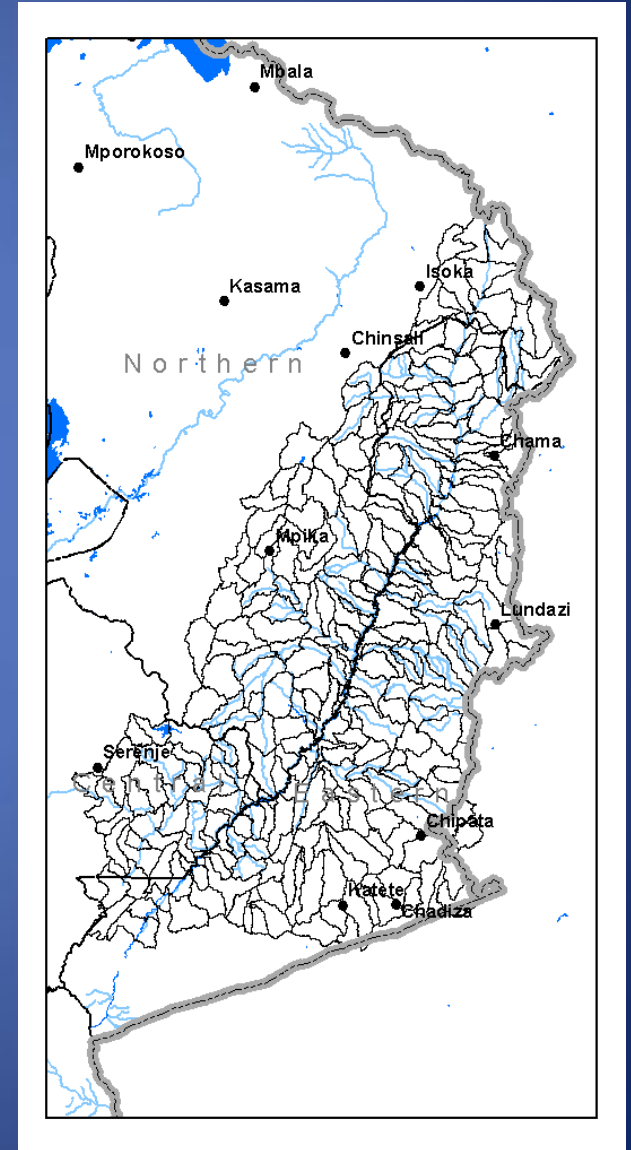 Mbala
Mporokoso
Isoka
Kasama
Chinsali
Northern
Chama
Mpika
Lundazi
Serenje
Central
Eastern
Chipata
Katete
Chadiza